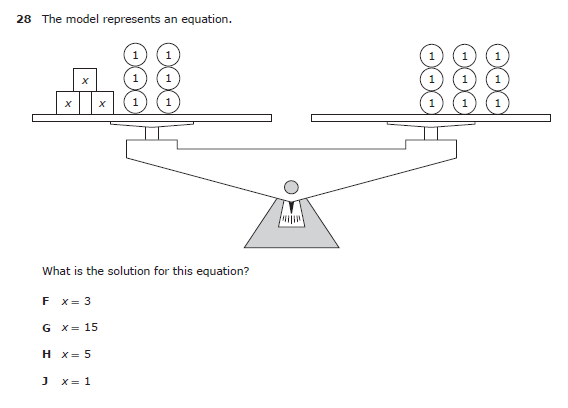 28 The model represents an equation.
1 1 1 1 1
x 1 1 1 1 1
x x 1 1 1 1 1
What is the solution for this equation?
F x = 3
G x = 15
H x = 5
J x = 1